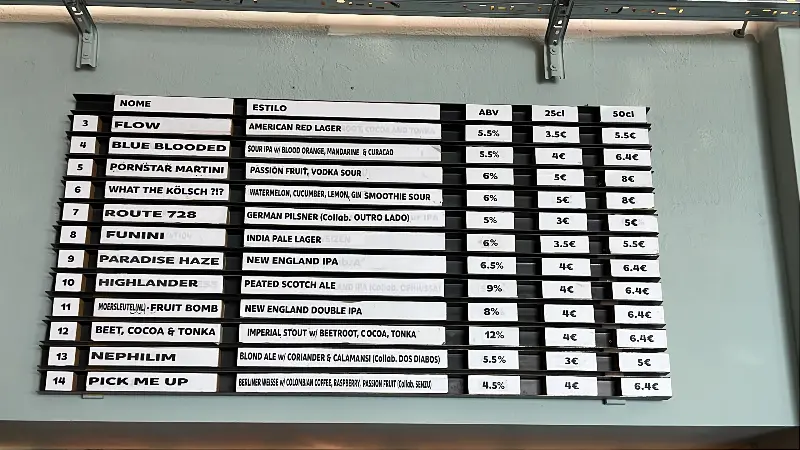 NOME ESTILO ABV 25cl 50cl
3 FLOW AMERICAN RED LAGER 5.5% 3.5€ 5.5€
4 BLUE BLOODED SOUR IPA w/ BLOOD ORANGE, MANDARINE & CURACAO 5.5% 4€ 6.4€
5 PORNSTAR MARTINI PASSION FRUIT, VODKA SOUR 6% 5€ 8€
6 WHAT THE KÖLSCH ?!? WATERMELON, CUCUMBER, LEMON, GIN SMOOTHIE SOUR 6% 5€ 8€
7 ROUTE 728 GERMAN PILSNER (Collab. OUTRO LADO) 5% 3€ 5€
8 FUNINI INDIA PALE LAGER 6% 3.5€ 5.5€
9 PARADISE HAZE NEW ENGLAND IPA 6.5% 4€ 6.4€
10 HIGHLANDER PEATED SCOTCH ALE 9% 4€ 6.4€
11 MOERSLEUTEL(NL) - FRUIT BOMB NEW ENGLAND DOUBLE IPA 8% 4€ 6.4€
12 BEET, COCOA & TONKA IMPERIAL STOUT w/ BEETROOT, COCOA, TONKA 12% 4€ 6.4€
13 NEPHILIM BLOND ALE w/ CORIANDER & CALAMANSI (Collab. DOS DIABOS) 5.5% 3€ 5€
14 PICK ME UP BERLINER WEISSE w/ COLOMBIAN COFFEE, RASPBERRY, PASSION FRUIT (Collab. SENZU) 4.5% 4€ 6.4€